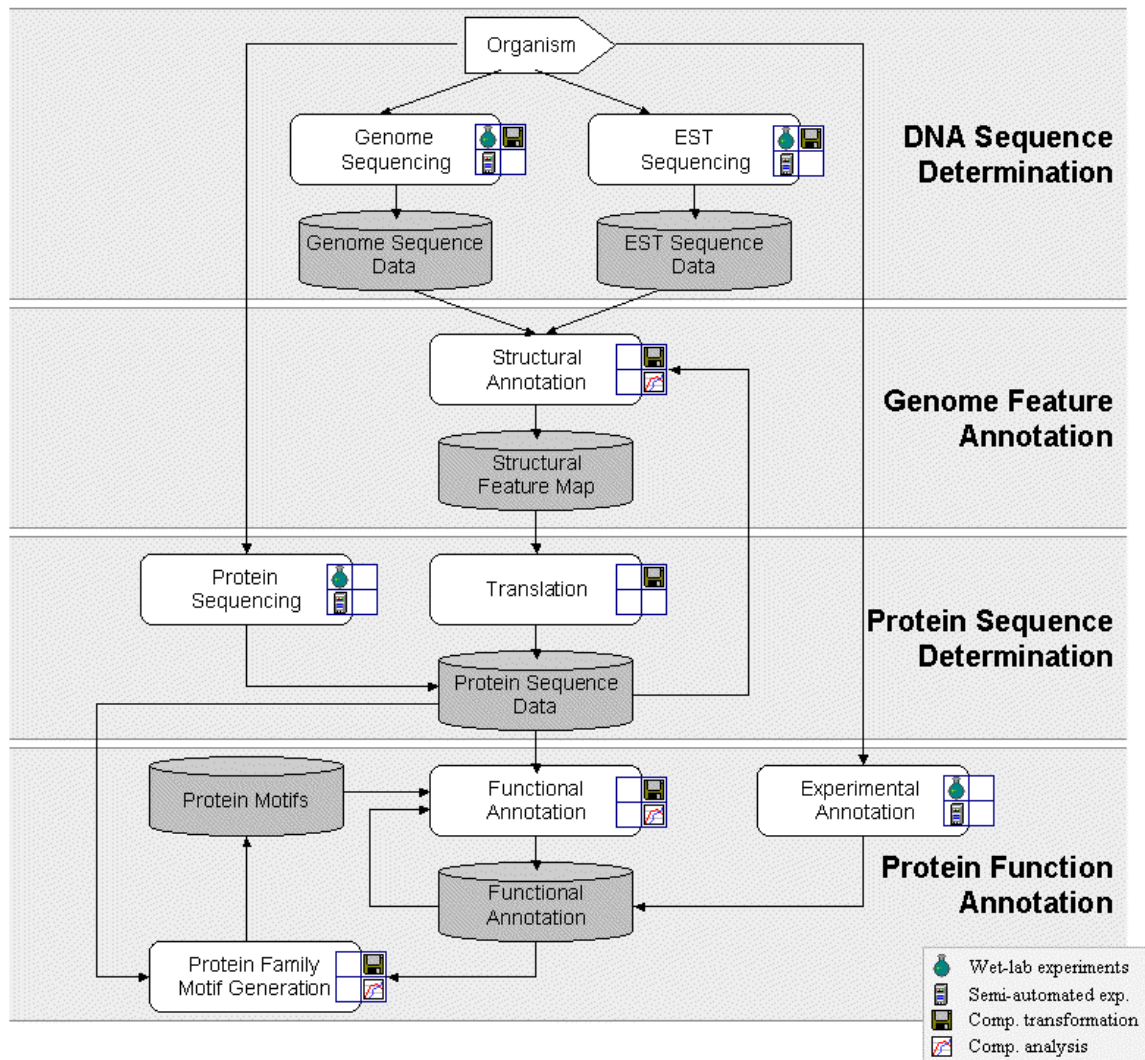 Organism
Genome
Sequencing
EST
Sequencing
DNA Sequence
Determination
Genome Sequence
Data
EST Sequence
Data
Structural
Annotation
Genome Feature
Annotation
Structural
Feature Map
Protein
Sequencing
Translation
Protein Sequence
Determination
Protein Sequence
Data
Protein Motifs
Functional
Annotation
Experimental
Annotation
Protein Function
Annotation
Functional
Annotation
Protein Family
Motif Generation
Wet-lab experiments
Semi-automated exp.
Comp. transformation
Comp. analysis